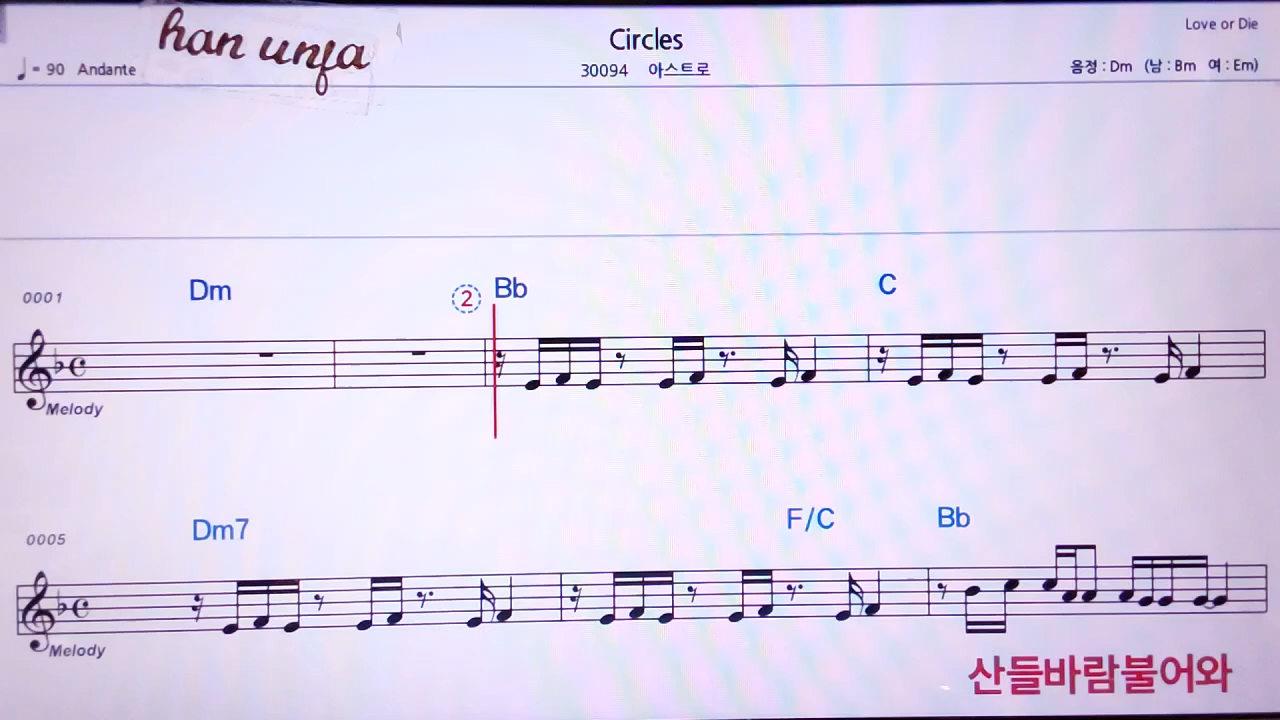 han unfa
Circles
Love or Die
♩= 90 Andante
30094 아스트로
음정 : Dm (남 : Bm 여 : Em)
0001 Dm ② Bb C
Melody
0005 Dm7 F/C Bb
Melody
산들바람불어와